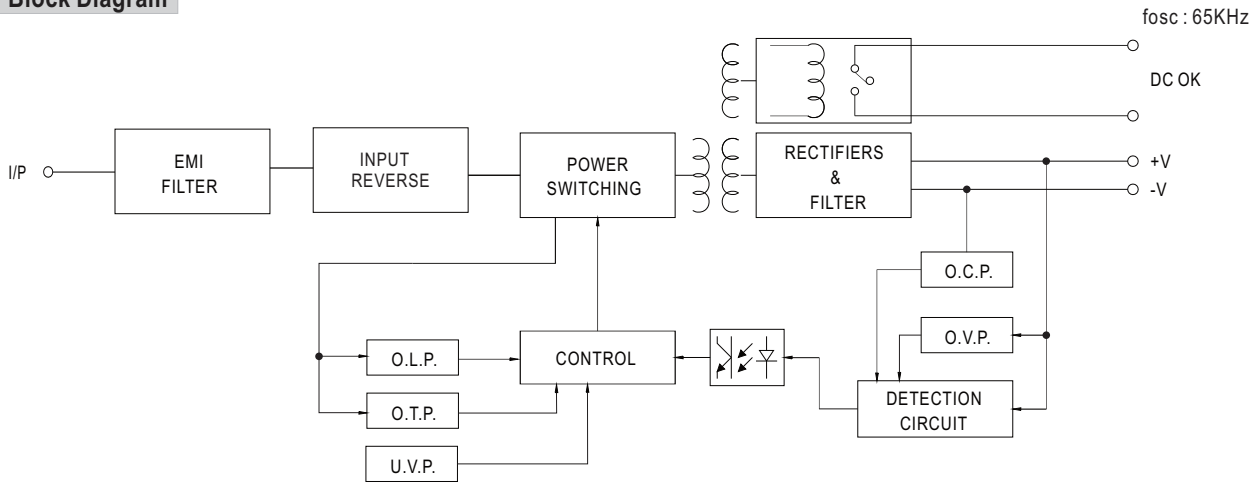 Block Diagram
fosc : 65KHz
DC OK
I/P
EMI
FILTER
INPUT
REVERSE
POWER
SWITCHING
RECTIFIERS
&
FILTER
+V
-V
O.C.P.
O.V.P.
O.L.P.
CONTROL
DETECTION
CIRCUIT
O.T.P.
U.V.P.